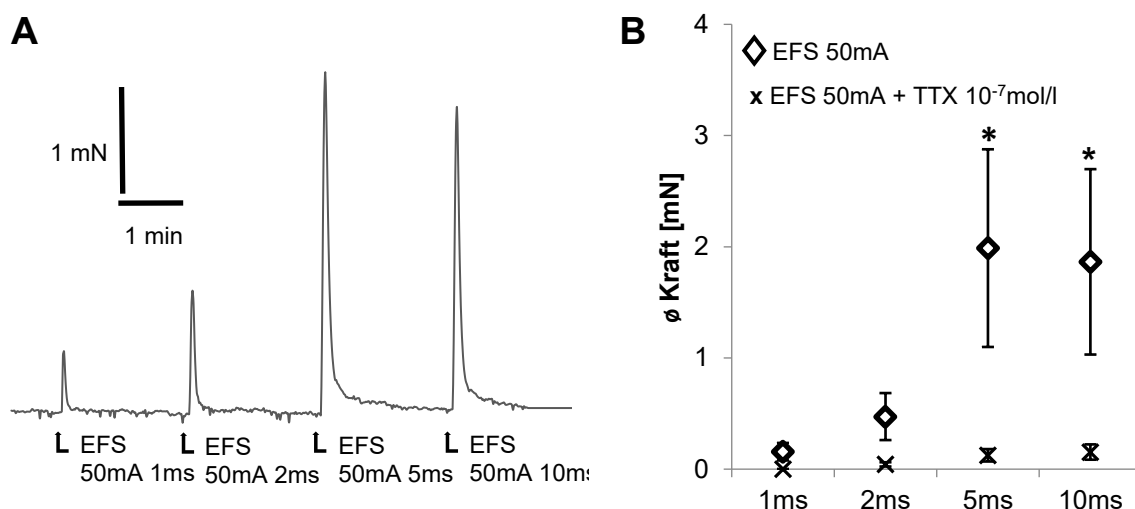 A
1 mN
1 min
EFS
50mA 1ms
EFS
50mA 2ms
EFS
50mA 5ms
EFS
50mA 10ms
B
EFS 50mA
x EFS 50mA + TTX 10⁻⁷mol/l
ø Kraft [mN]
4
3
2
1
0
*
*
1ms
2ms
5ms
10ms